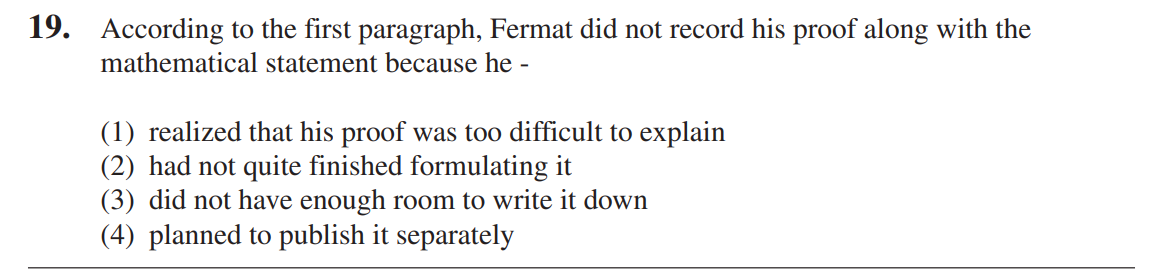 19. According to the first paragraph, Fermat did not record his proof along with the
mathematical statement because he -
(1) realized that his proof was too difficult to explain
(2) had not quite finished formulating it
(3) did not have enough room to write it down
(4) planned to publish it separately